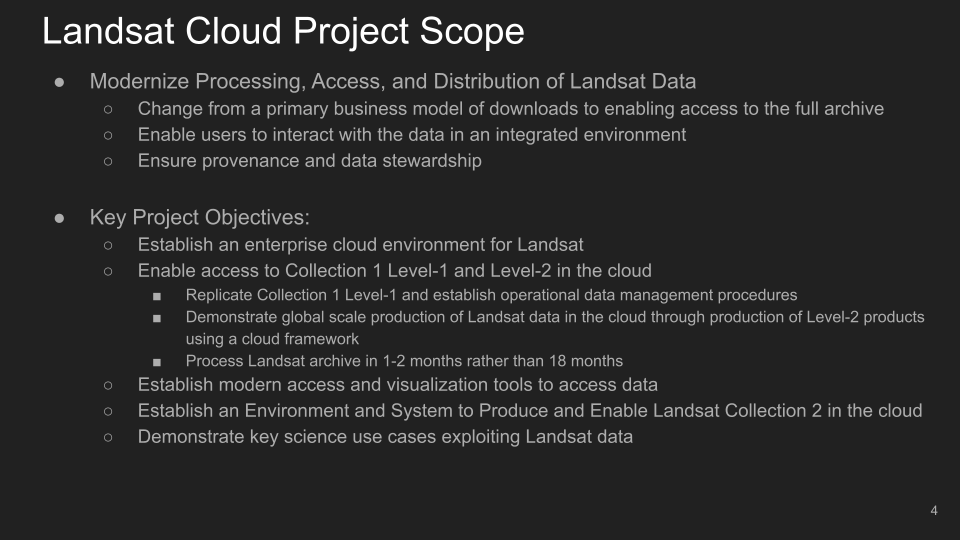 Landsat Cloud Project Scope
● Modernize Processing, Access, and Distribution of Landsat Data
○ Change from a primary business model of downloads to enabling access to the full archive
○ Enable users to interact with the data in an integrated environment
○ Ensure provenance and data stewardship
● Key Project Objectives:
○ Establish an enterprise cloud environment for Landsat
○ Enable access to Collection 1 Level-1 and Level-2 in the cloud
■ Replicate Collection 1 Level-1 and establish operational data management procedures
■ Demonstrate global scale production of Landsat data in the cloud through production of Level-2 products
using a cloud framework
■ Process Landsat archive in 1-2 months rather than 18 months
○ Establish modern access and visualization tools to access data
○ Establish an Environment and System to Produce and Enable Landsat Collection 2 in the cloud
○ Demonstrate key science use cases exploiting Landsat data
4